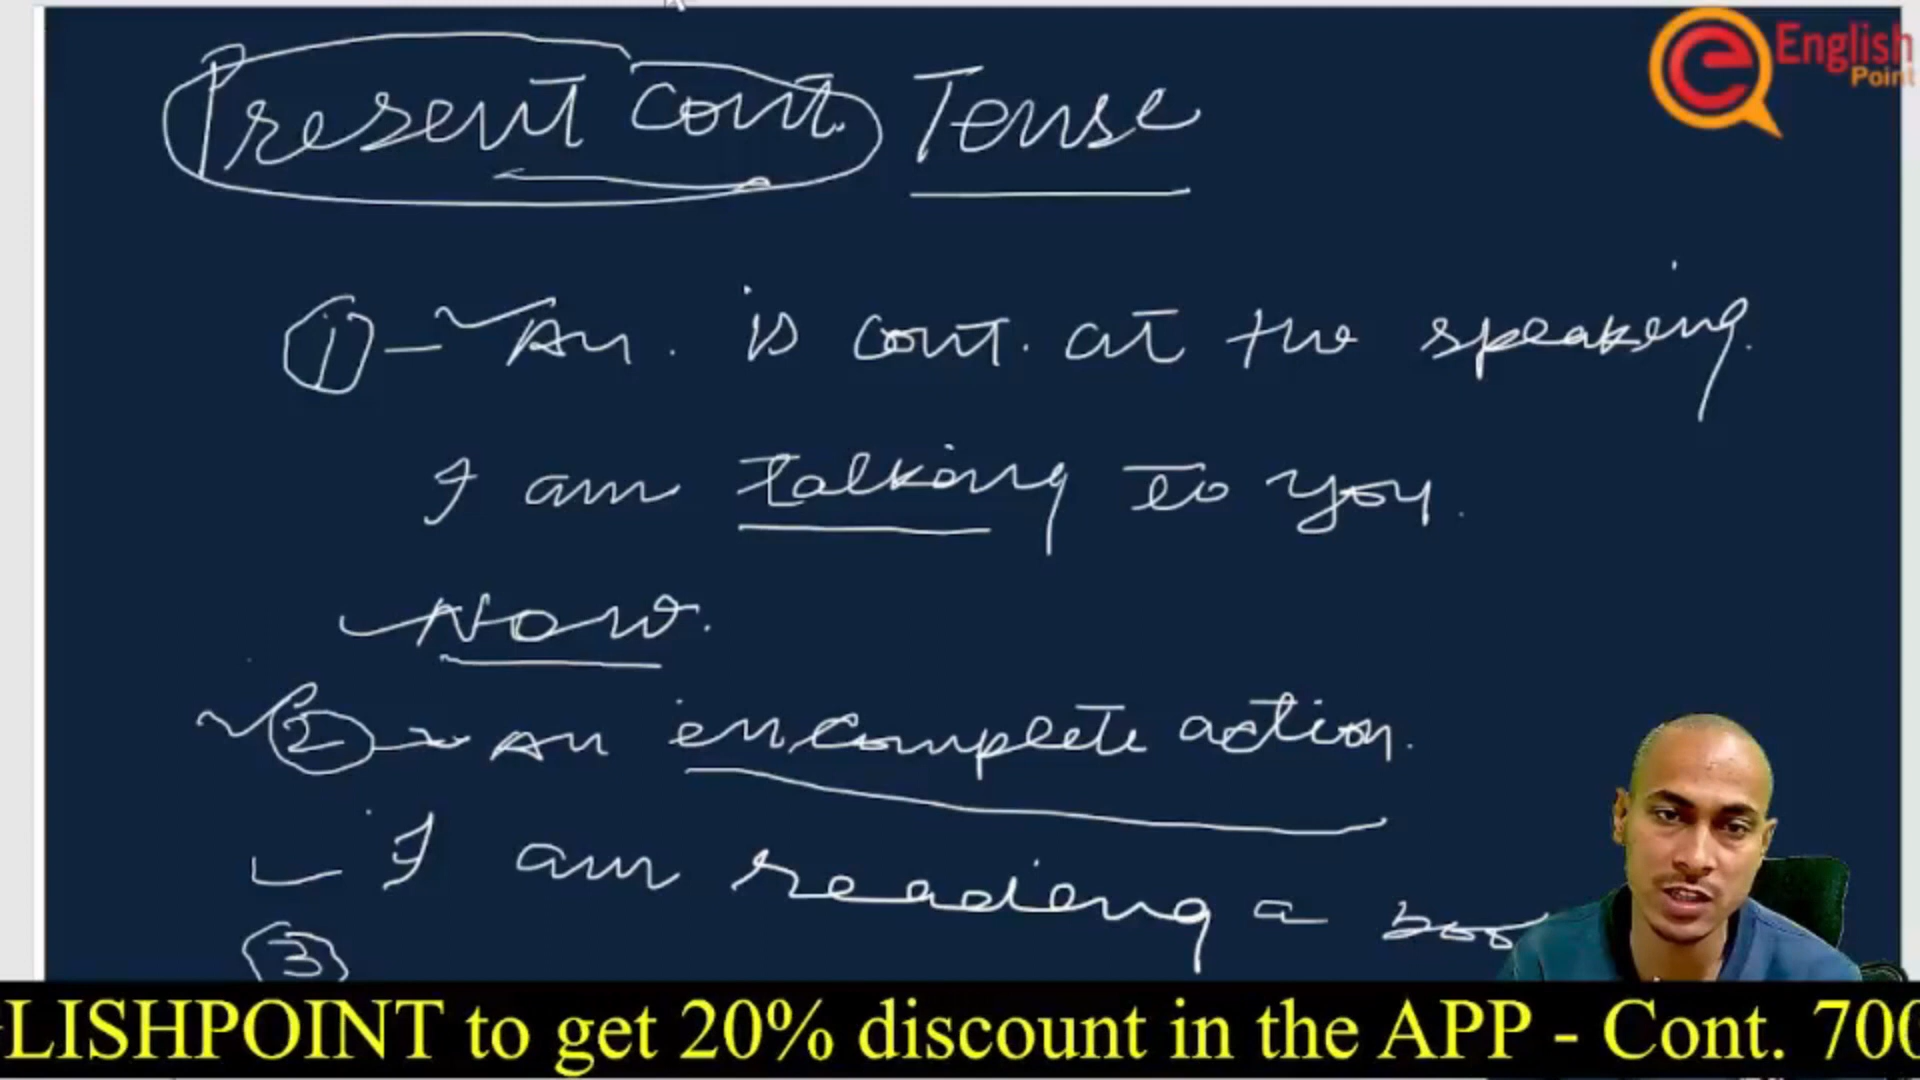 English
Point
Present Cont. Tense
① - An. is cont. at the speaking.
I am talking to you.
Now.
② - An incomplete action.
I am reading a boo
③
LISHPOINT to get 20% discount in the APP - Cont. 700